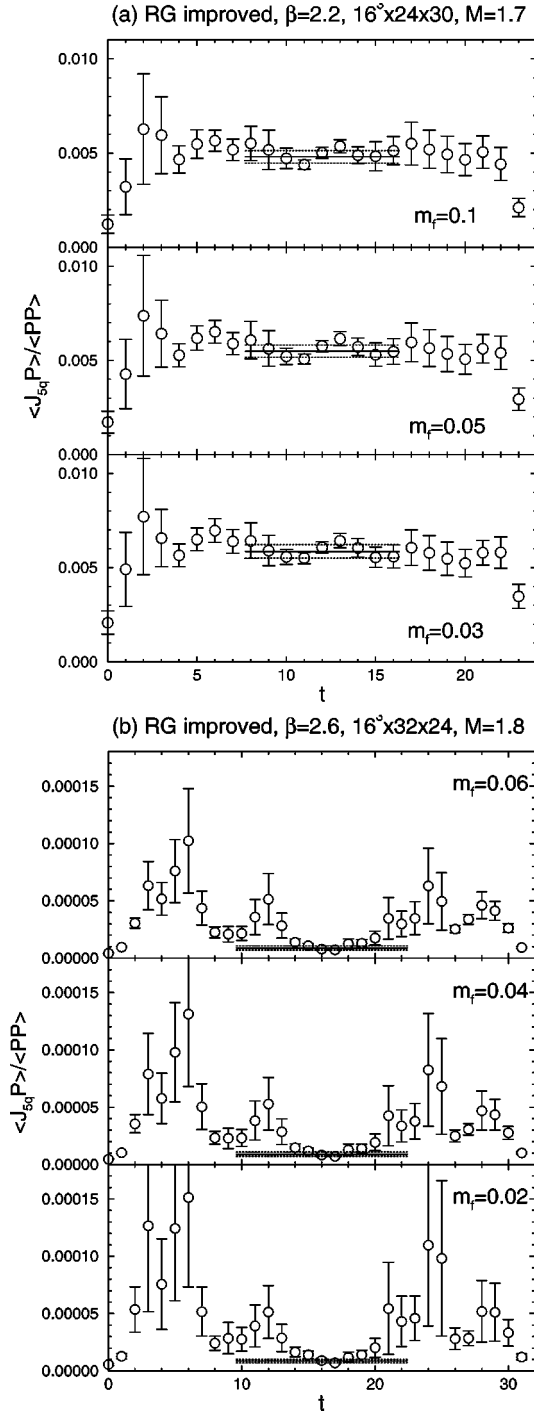 (a) RG improved, β=2.2, 16³x24x30, M=1.7
0.010
0.005
m_f=0.1
0.000
0.010
0.005
m_f=0.05
0.000
0.010
0.005
m_f=0.03
0.000
<J_5qP>/<PP>
0 5 10 15 20
t
(b) RG improved, β=2.6, 16³x32x24, M=1.8
m_f=0.06
0.00015
0.00010
0.00005
0.00000
m_f=0.04
0.00015
0.00010
0.00005
0.00000
m_f=0.02
0.00015
0.00010
0.00005
0.00000
<J_5qP>/<PP>
0 10 20 30
t